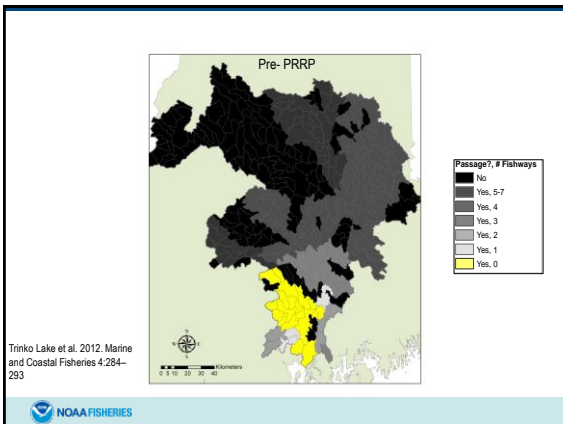 Pre- PRRP
Passage?, # Fishways
No
Yes, 5-7
Yes, 4
Yes, 3
Yes, 2
Yes, 1
Yes, 0
N
W E
S
Kilometers
0 5 10 20 30 40
Trinko Lake et al. 2012. Marine
and Coastal Fisheries 4:284–
293
NOAA FISHERIES